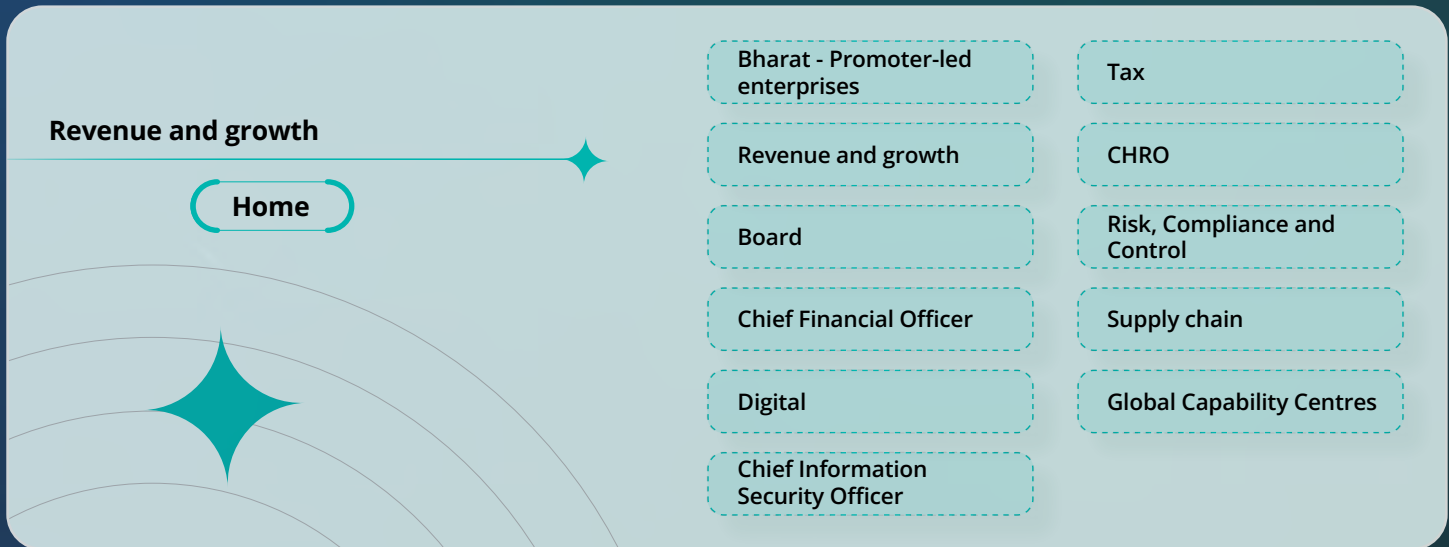 Revenue and growth
Home
Bharat - Promoter-led
enterprises
Revenue and growth
Board
Chief Financial Officer
Digital
Chief Information
Security Officer
Tax
CHRO
Risk, Compliance and
Control
Supply chain
Global Capability Centres